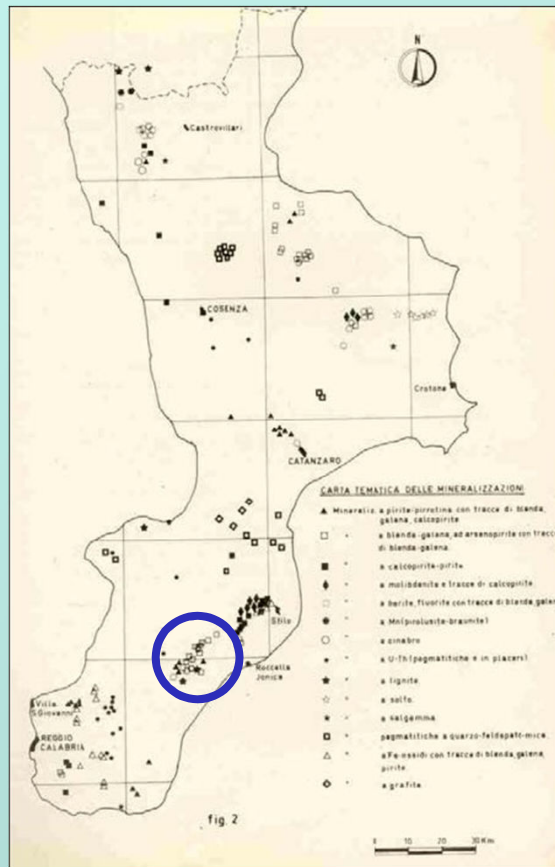 N
Castrovillari
COSENZA
Crotone
CATANZARO
CARTA TEMATICA DELLE MINERALIZZAZIONI
Mineraliz. a pirite/pirrotina con tracce di blenda,
galena, calcopirite
" a blenda-galena, ad arsenopirite con tracce
di blenda-galena.
" a calcopirite-pirite.
" a molibdenite e tracce di calcopirite.
" a barite, fluorite con tracce di blenda, galena
" a Mn (pirolusite-braunite)
" a cinabro
" a U-Th (pegmatitiche e in placers)
" a lignite
" a solfo.
" a salgemma.
" pegmatitiche a quarzo-feldspati-mica.
" a Fe-ossidi con tracce di blenda, galena,
pirite.
" a grafite
Stilo
Roccella
Jonica
Villa
S.Giovanni
REGGIO
CALABRIA
fig. 2
0 10 20 30 Km